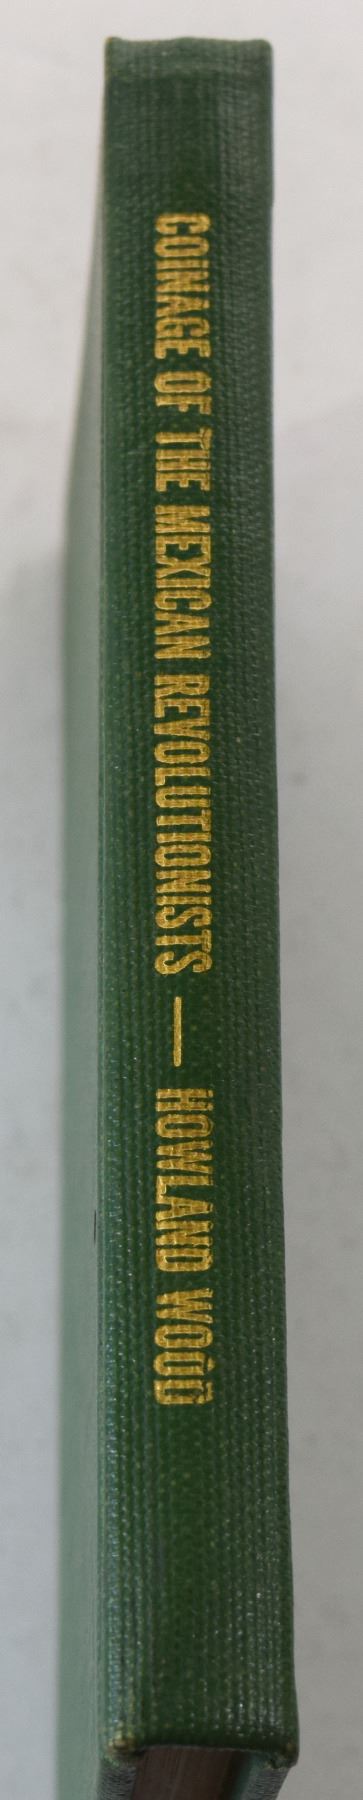 COINAGE OF THE MEXICAN REVOLUTIONISTS — HOWLAND WOOD